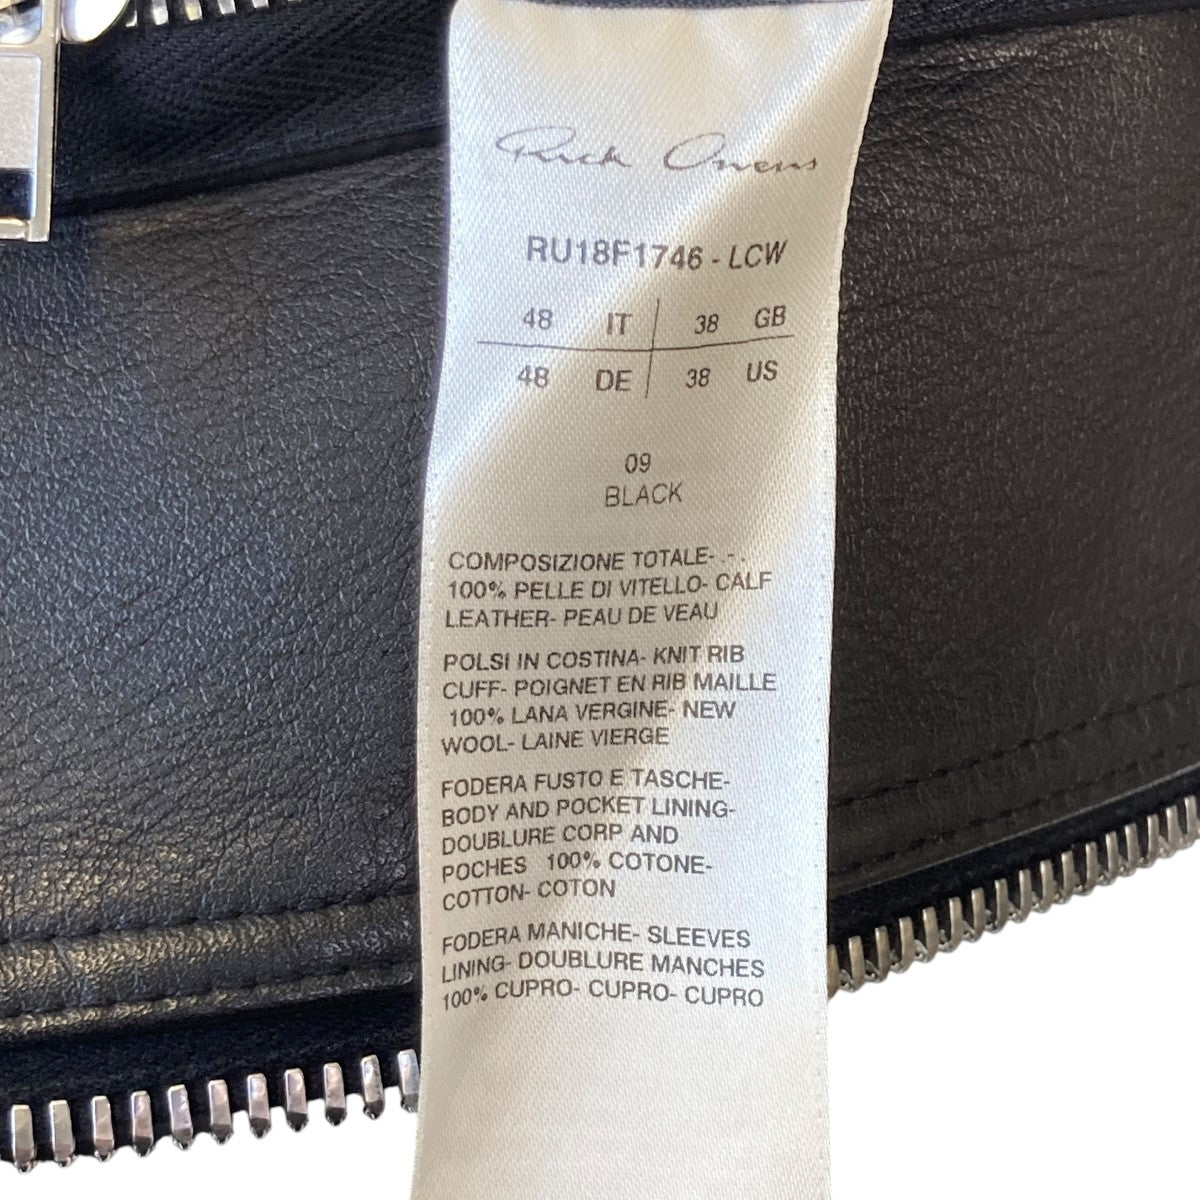 Rick Owens
RU18F1746 - LCW
48 IT 38 GB
48 DE 38 US
09
BLACK
COMPOSIZIONE TOTALE- - .
100% PELLE DI VITELLO- CALF
LEATHER- PEAU DE VEAU
POLSI IN COSTINA- KNIT RIB
CUFF- POIGNET EN RIB MAILLE
100% LANA VERGINE- NEW
WOOL- LAINE VIERGE
FODERA FUSTO E TASCHE-
BODY AND POCKET LINING-
DOUBLURE CORP AND
POCHES 100% COTONE-
COTTON- COTON
FODERA MANICHE- SLEEVES
LINING- DOUBLURE MANCHES
100% CUPRO- CUPRO- CUPRO